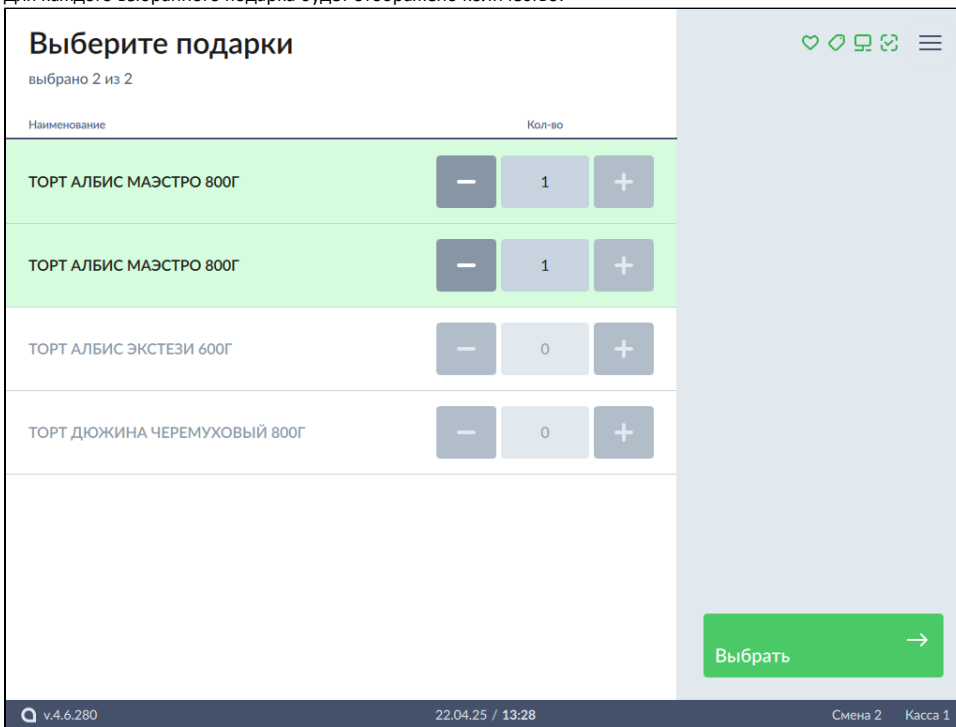 Для каждого выбранного подарка будет отображено количество.
Выберите подарки
выбрано 2 из 2
Наименование Кол-во
ТОРТ АЛБИС МАЭСТРО 800Г 1
ТОРТ АЛБИС МАЭСТРО 800Г 1
ТОРТ АЛБИС ЭКСТЕЗИ 600Г 0
ТОРТ ДЮЖИНА ЧЕРЕМУХОВЫЙ 800Г 0
Выбрать
v.4.6.280 22.04.25 / 13:28 Смена 2 Касса 1